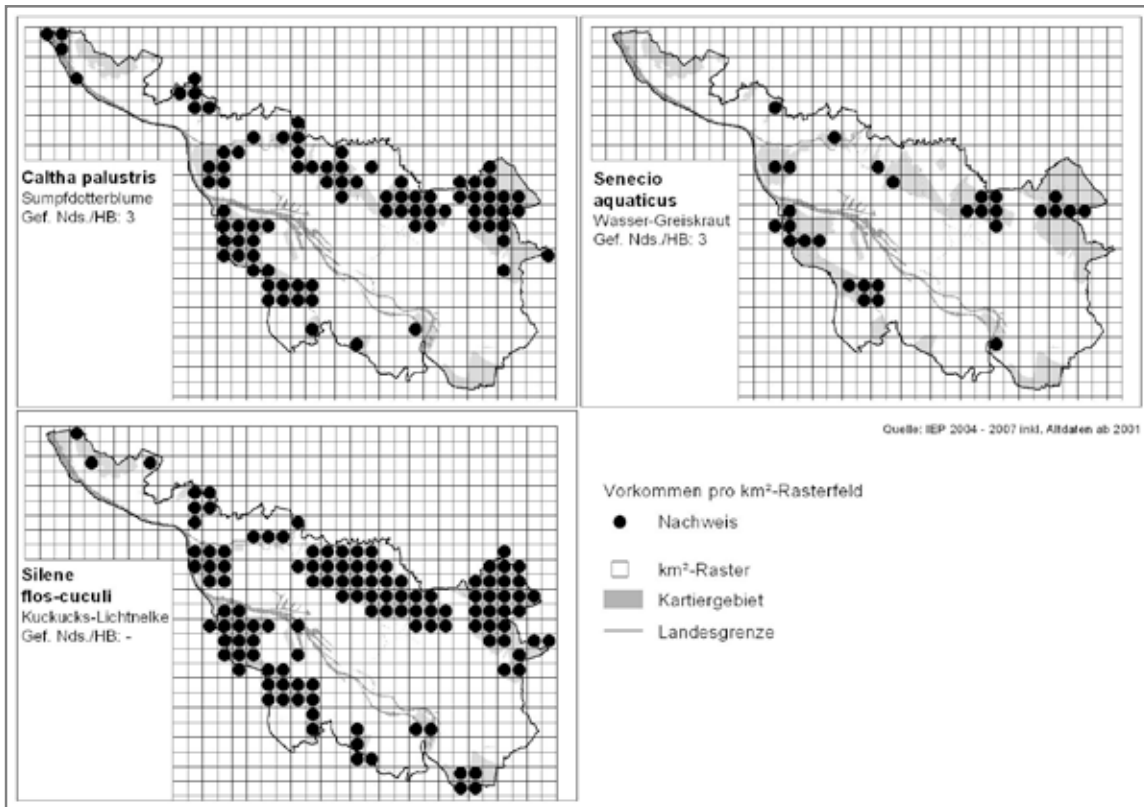 Caltha palustris
Sumpfdotterblume
Gef. Nds./HB: 3
Senecio
aquaticus
Wasser-Greiskraut
Gef. Nds./HB: 3
Silene
flos-cuculi
Kuckucks-Lichtnelke
Gef. Nds./HB: -
Quelle: IEP 2004 - 2007 inkl. Altdaten ab 2001
Vorkommen pro km²-Rasterfeld
Nachweis
km²-Raster
Kartiergebiet
Landesgrenze